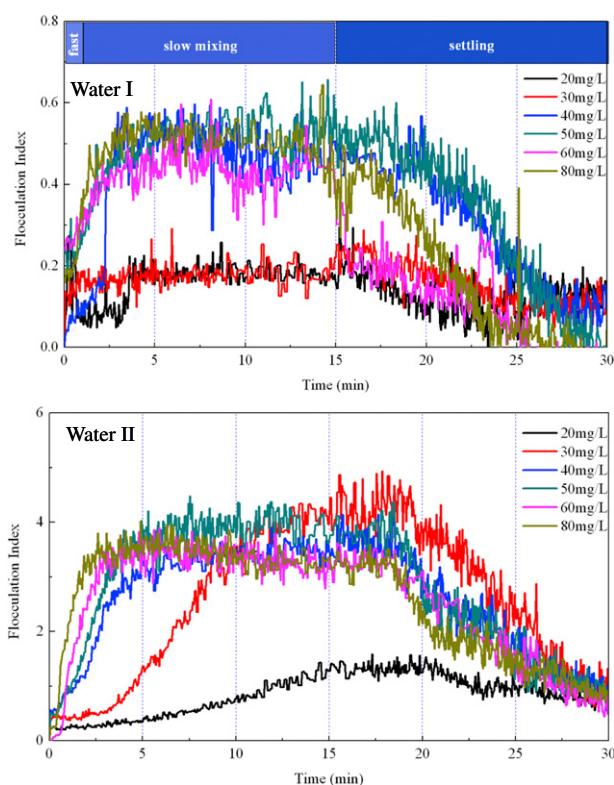 fast
slow mixing
settling
Water I
20mg/L
30mg/L
40mg/L
50mg/L
60mg/L
80mg/L
Flocculation Index
0.8
0.6
0.4
0.2
0.0
0 5 10 15 20 25 30
Time (min)
Water II
20mg/L
30mg/L
40mg/L
50mg/L
60mg/L
80mg/L
Flocculation Index
6
4
2
0
0 5 10 15 20 25 30
Time (min)